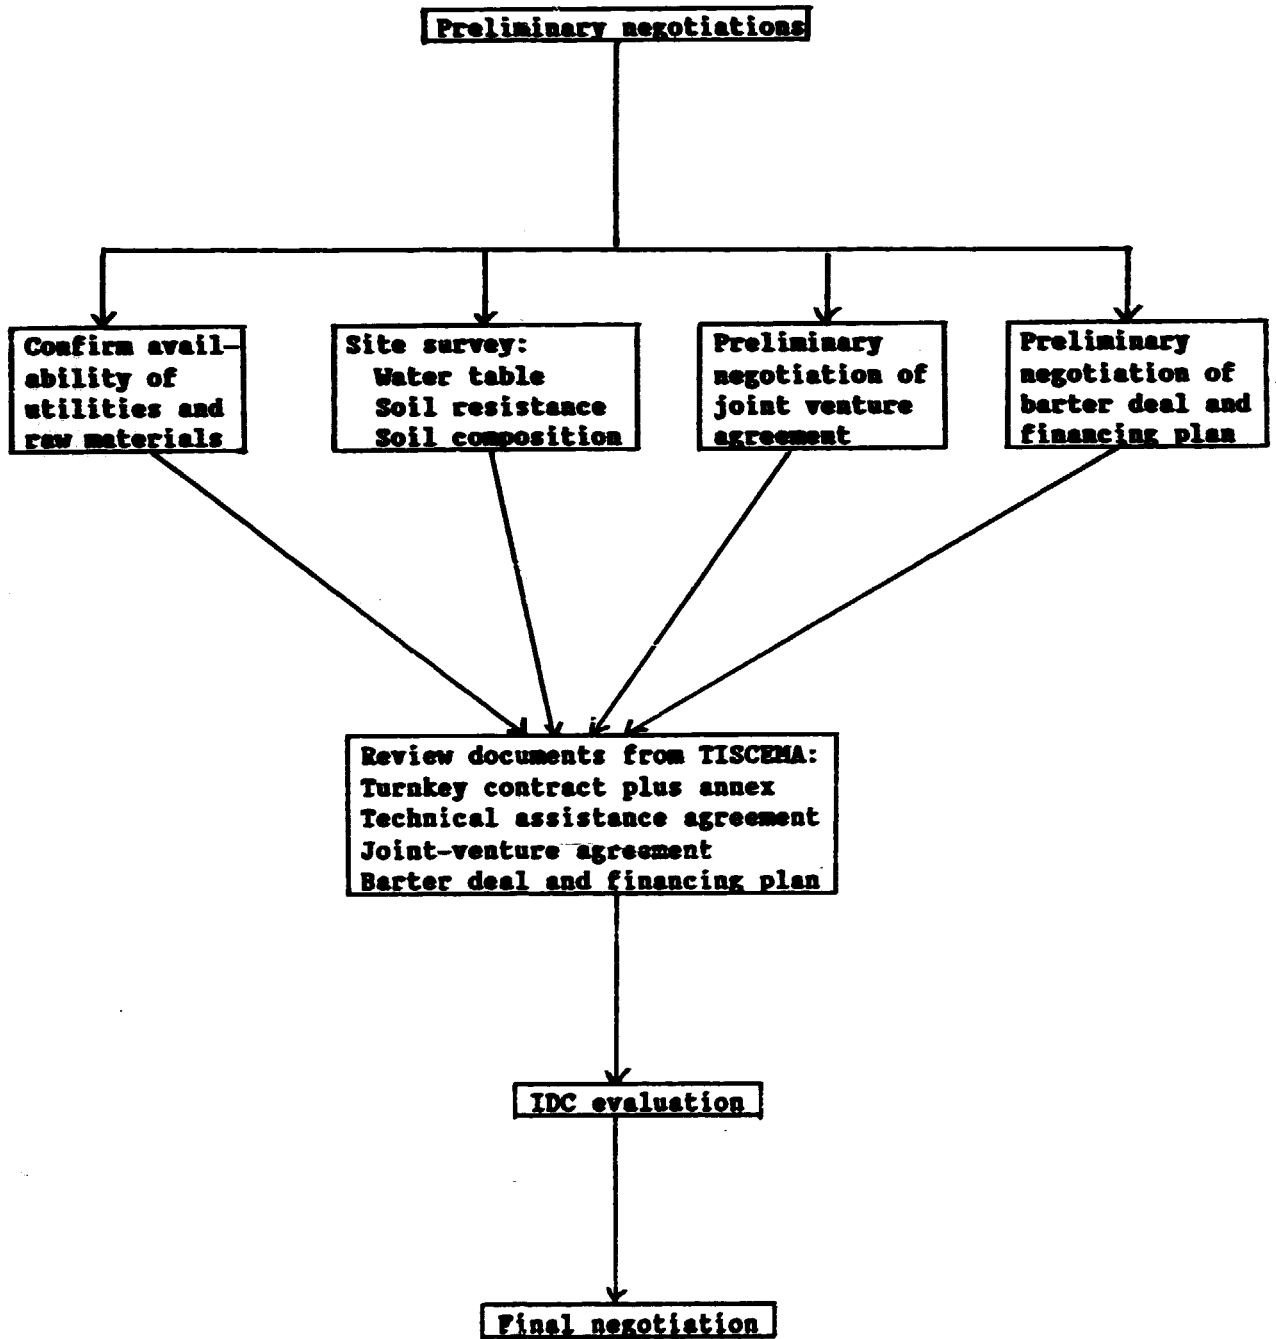 Preliminary negotiations
Confirm avail-
ability of
utilities and
raw materials
Site survey:
Water table
Soil resistance
Soil composition
Preliminary
negotiation of
joint venture
agreement
Preliminary
negotiation of
barter deal and
financing plan
Review documents from TISCEMA:
Turnkey contract plus annex
Technical assistance agreement
Joint-venture agreement
Barter deal and financing plan
IDC evaluation
Final negotiation